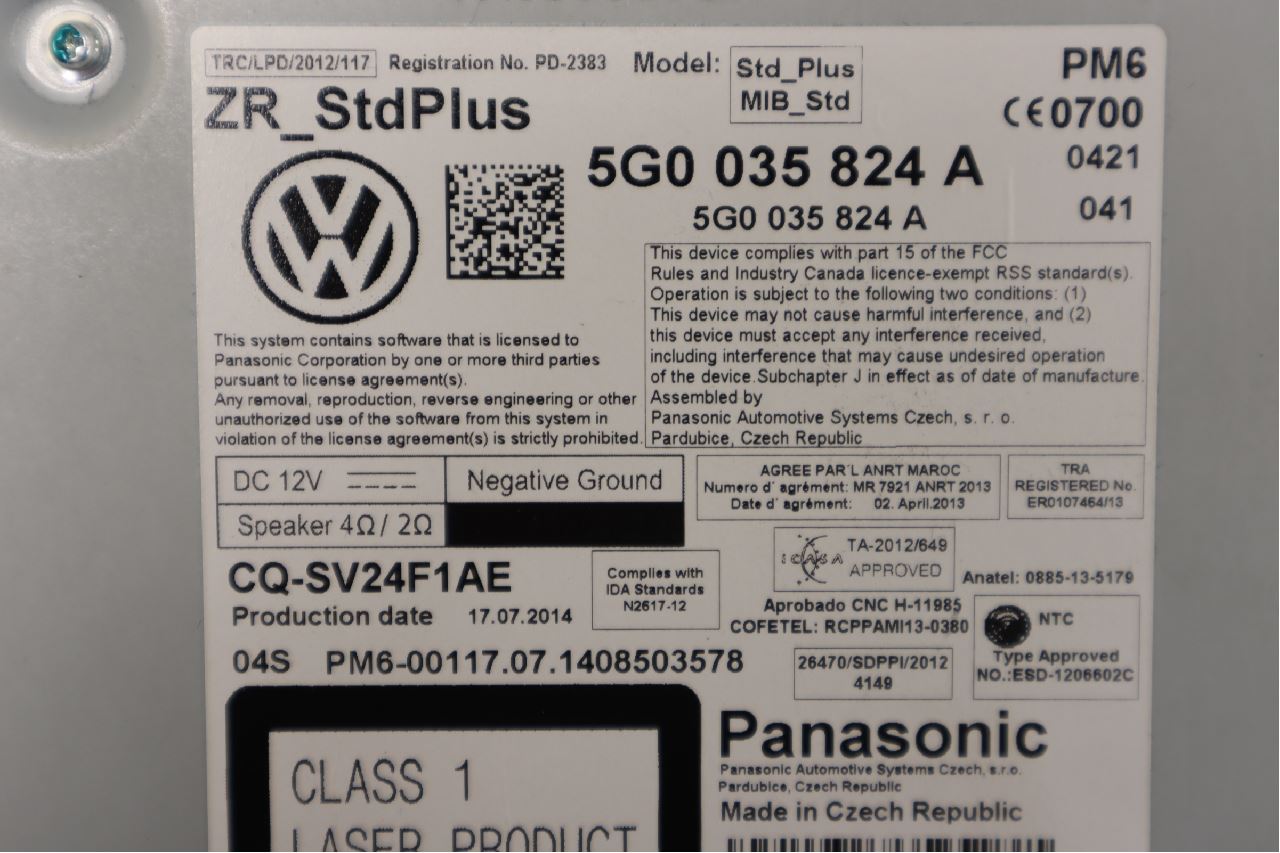 TRC/LPD/2012/117 Registration No. PD-2383 Model: Std_Plus MIB_Std PM6
ZR_StdPlus
CE0700
5G0 035 824 A 0421
5G0 035 824 A 041
This device complies with part 15 of the FCC
Rules and Industry Canada licence-exempt RSS standard(s).
Operation is subject to the following two conditions: (1)
This device may not cause harmful interference, and (2)
this device must accept any interference received,
including interference that may cause undesired operation
of the device.Subchapter J in effect as of date of manufacture.
Assembled by
Panasonic Automotive Systems Czech, s. r. o.
Pardubice, Czech Republic
This system contains software that is licensed to
Panasonic Corporation by one or more third parties
pursuant to license agreement(s).
Any removal, reproduction, reverse engineering or other
unauthorized use of the software from this system in
violation of the license agreement(s) is strictly prohibited.
DC 12V Negative Ground
Speaker 4Ω/ 2Ω
AGREE PAR'L ANRT MAROC
Numero d' agrément: MR 7921 ANRT 2013
Date d' agrément: 02. April.2013
TRA
REGISTERED No.
ER0107464/13
CQ-SV24F1AE
Production date 17.07.2014
Complies with
IDA Standards
N2617-12
ICASA TA-2012/649
APPROVED
Anatel: 0885-13-5179
Aprobado CNC H-11985
COFETEL: RCPPAMI13-0380
NTC
Type Approved
NO.:ESD-1206602C
04S PM6-00117.07.1408503578
26470/SDPPI/2012
4149
CLASS 1
LASER PRODUCT
Panasonic
Panasonic Automotive Systems Czech, s.r.o.
Pardubice, Czech Republic
Made in Czech Republic